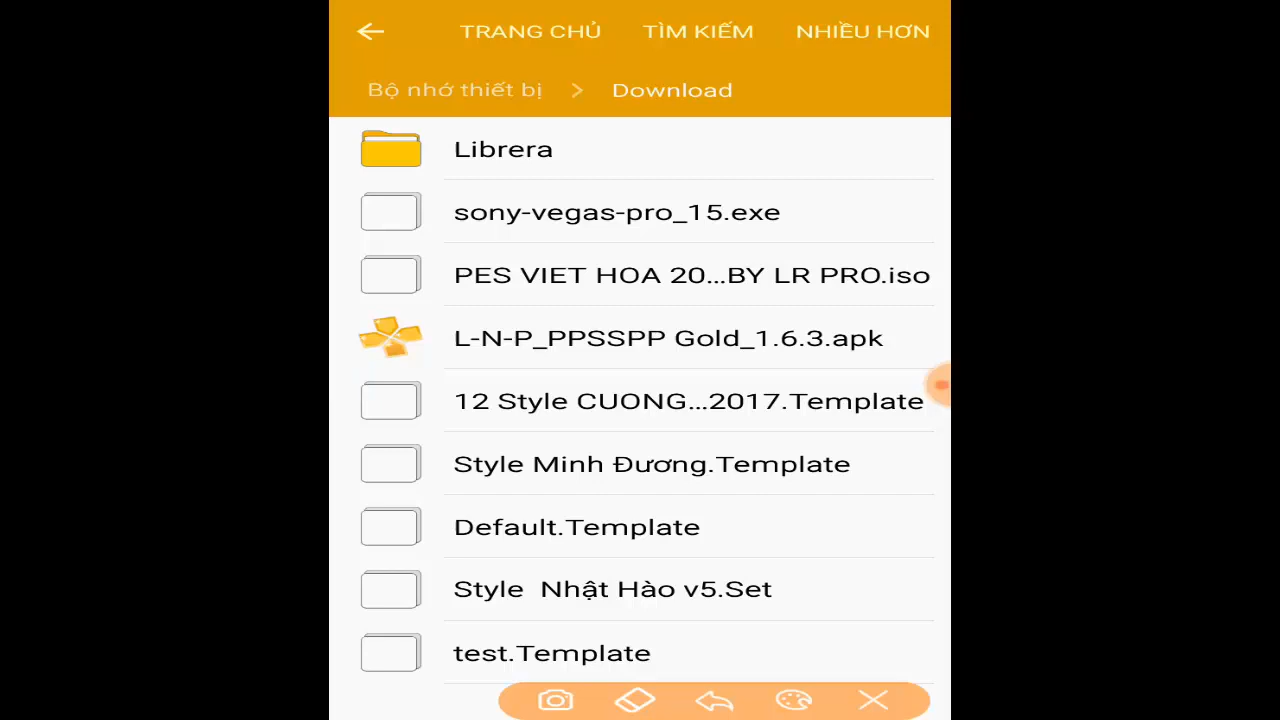 TRANG CHỦ TÌM KIẾM NHIỀU HƠN
Bộ nhớ thiết bị > Download
Librera
sony-vegas-pro_15.exe
PES VIET HOA 20...BY LR PRO.iso
L-N-P_PPSSPP Gold_1.6.3.apk
12 Style CUONG...2017.Template
Style Minh Đương.Template
Default.Template
Style  Nhật Hào v5.Set
test.Template